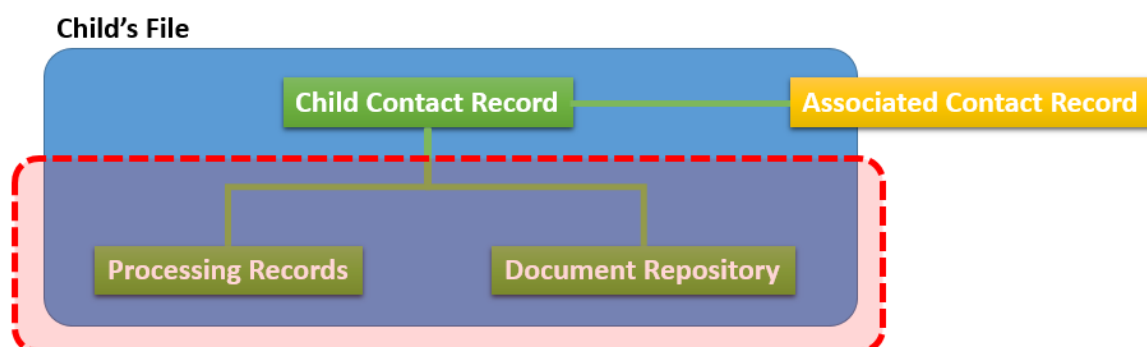 Child’s File
Child Contact Record
Associated Contact Record
Processing Records
Document Repository